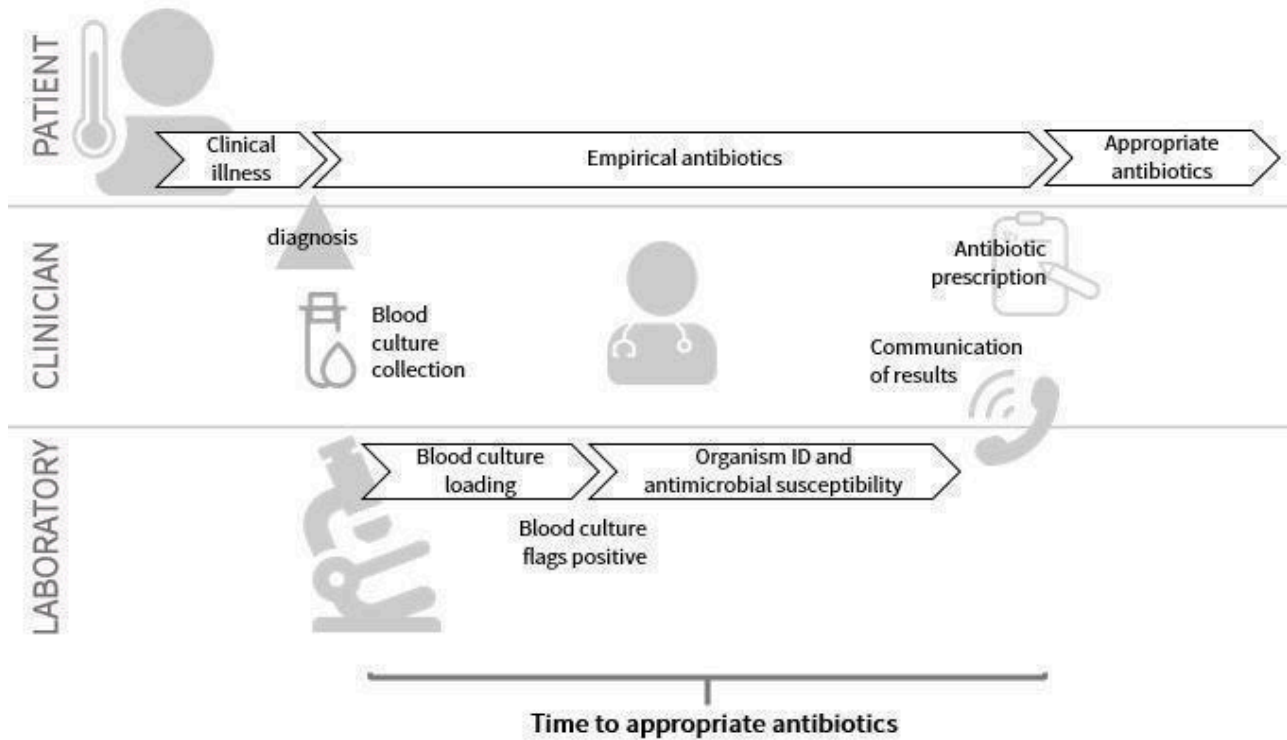 PATIENT
Clinical
illness
Empirical antibiotics
Appropriate
antibiotics
CLINICIAN
diagnosis
Blood
culture
collection
Antibiotic
prescription
Communication
of results
LABORATORY
Blood culture
loading
Organism ID and
antimicrobial susceptibility
Blood culture
flags positive
Time to appropriate antibiotics